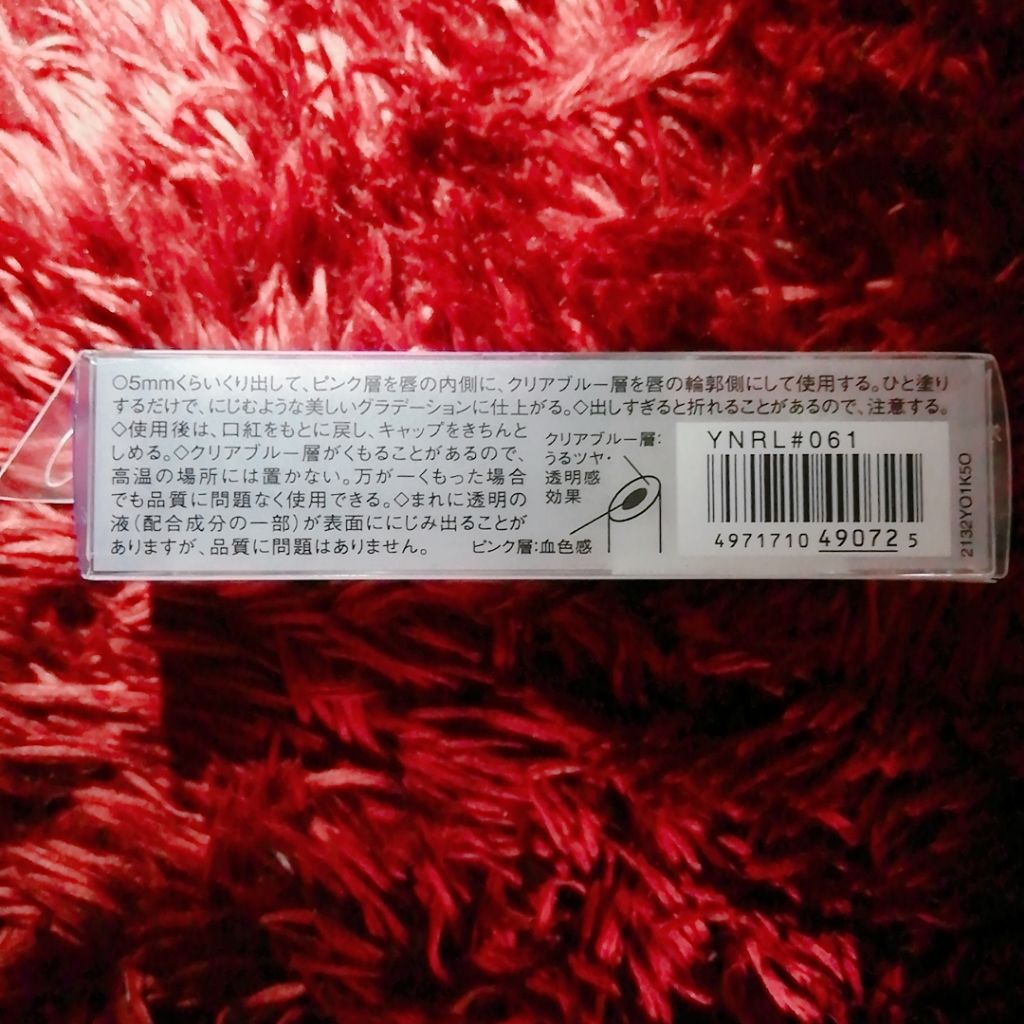 ○5mmくらいくり出して、ピンク層を唇の内側に、クリアブルー層を唇の輪郭側にして使用する。ひと塗り
するだけで、にじむような美しいグラデーションに仕上がる。◇出しすぎると折れることがあるので、注意する。
◇使用後は、口紅をもとに戻し、キャップをきちんと
しめる。◇クリアブルー層がくもることがあるので、
高温の場所には置かない。万が一くもった場合
でも品質に問題なく使用できる。◇まれに透明の
液(配合成分の一部)が表面ににじみ出ることが
ありますが、品質に問題はありません。
クリアブルー層:
うるツヤ・
透明感
効果
ピンク層:血色感
YNRL#061
4971710 49072 5
2132YO1K5O